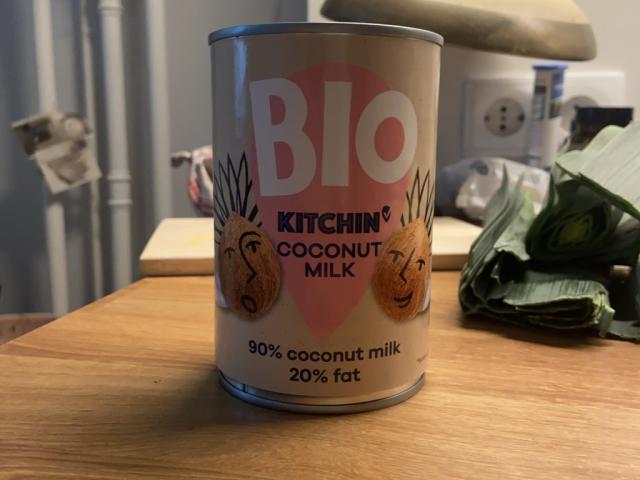 BIO
KITCHIN
COCONUT
MILK
90% coconut milk
20% fat